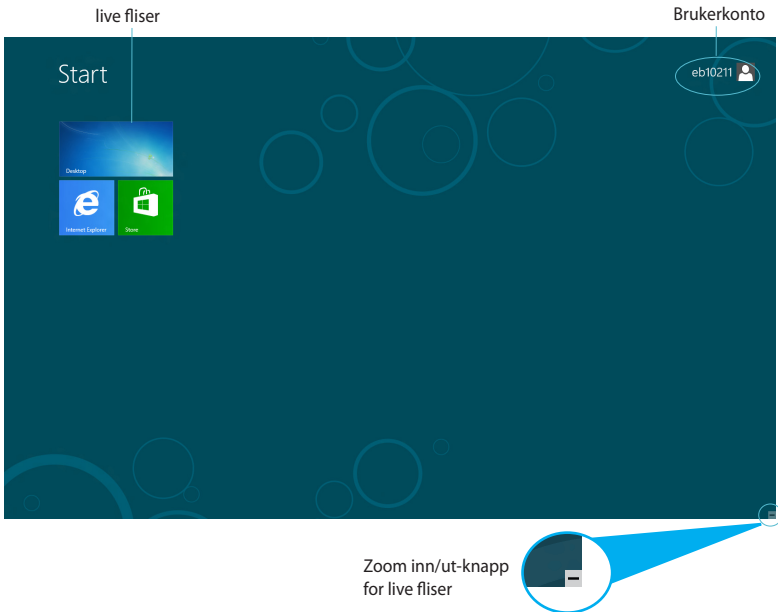 live fliser
Brukerkonto
Start
eb10211
Desktop
Internet Explorer
Store
Zoom inn/ut-knapp
for live fliser